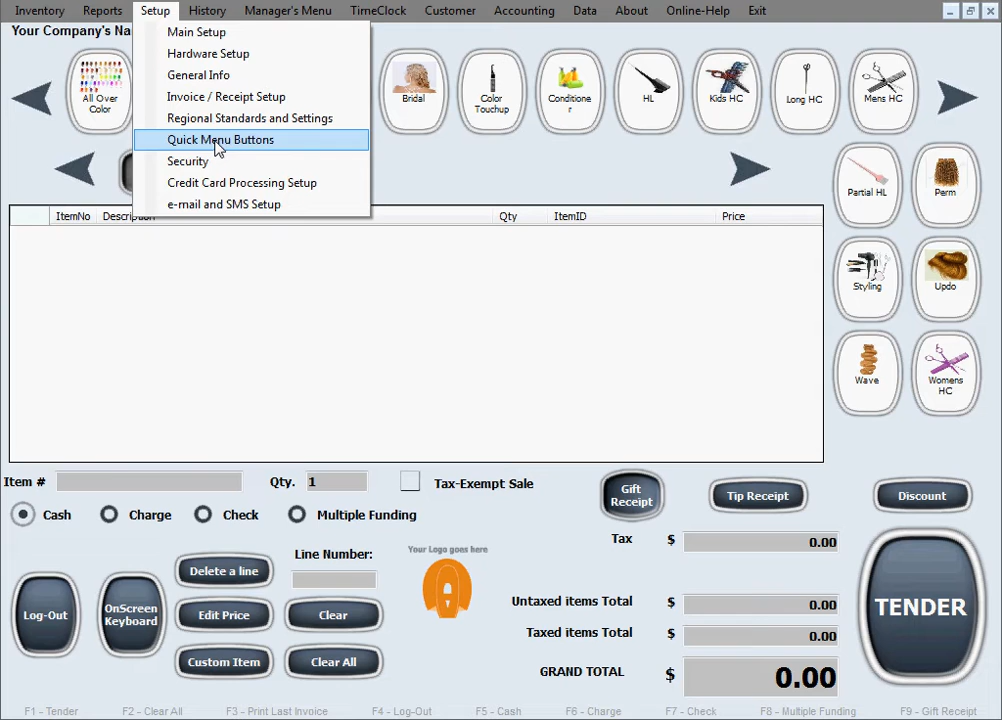 Inventory Reports Setup History Manager's Menu TimeClock Customer Accounting Data About Online-Help Exit
Your Company's Na
Main Setup
Hardware Setup
General Info
Invoice / Receipt Setup
Regional Standards and Settings
Quick Menu Buttons
Security
Credit Card Processing Setup
e-mail and SMS Setup
All Over
Color
Bridal
Color
Touchup
Conditione
r
HL
Kids HC
Long HC
Mens HC
Partial HL
Perm
Styling
Updo
Wave
Womens
HC
ItemNo Description Qty ItemID Price
Item # Qty. 1 Tax-Exempt Sale
Gift
Receipt
Tip Receipt
Discount
Cash Charge Check Multiple Funding
Tax $ 0.00
Line Number:
Your Logo goes here
Delete a line
Log-Out
OnScreen
Keyboard
Edit Price
Clear
Custom Item
Clear All
Untaxed items Total $ 0.00
Taxed items Total $ 0.00
GRAND TOTAL $ 0.00
TENDER
F1 - Tender F2 - Clear All F3 - Print Last Invoice F4 - Log-Out F5 - Cash F6 - Charge F7 - Check F8 - Multiple Funding F9 - Gift Receipt